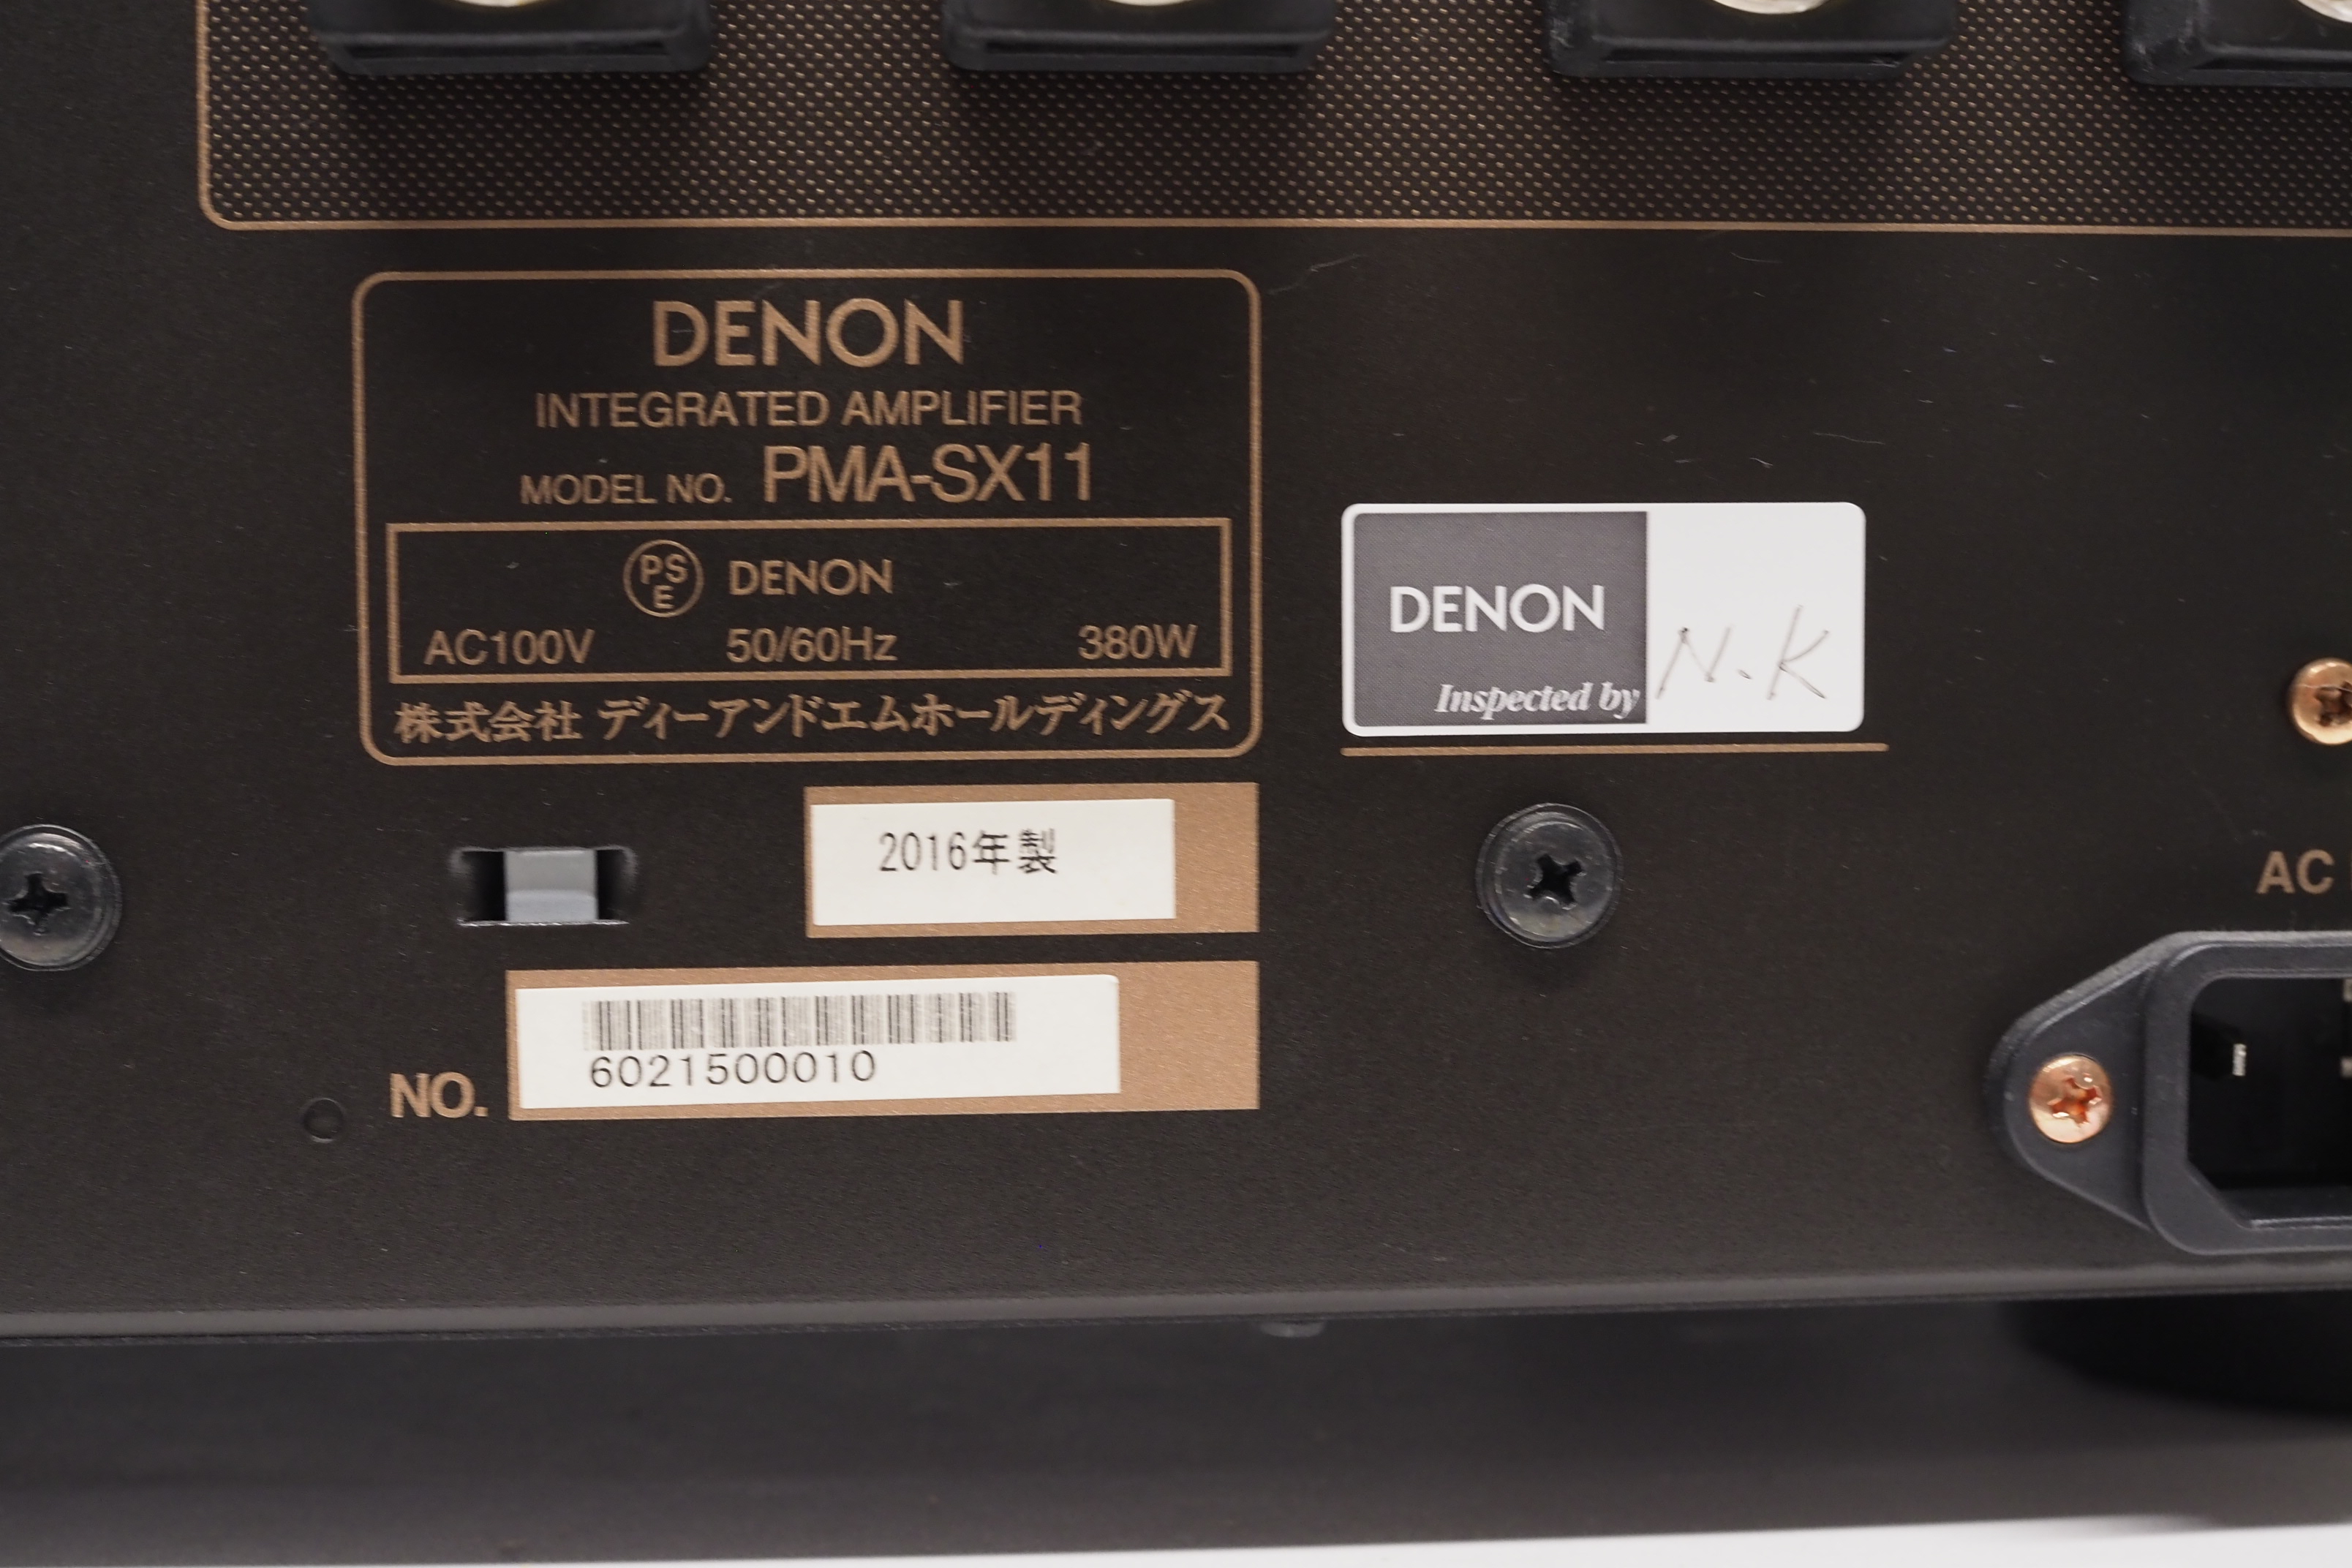 DENON
INTEGRATED AMPLIFIER
MODEL NO. PMA-SX11
PSE DENON
AC100V 50/60Hz 380W
株式会社 ディーアンドエムホールディングス
DENON
Inspected by N.K
2016年製
NO. 6021500010
AC